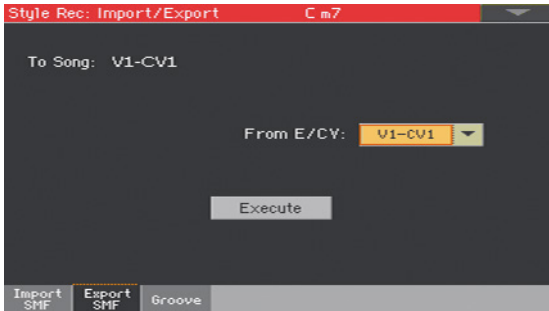 Style Rec: Import/Export C m7
To Song: V1-CV1
From E/CV: V1-CV1
Execute
Import SMF Export SMF Groove